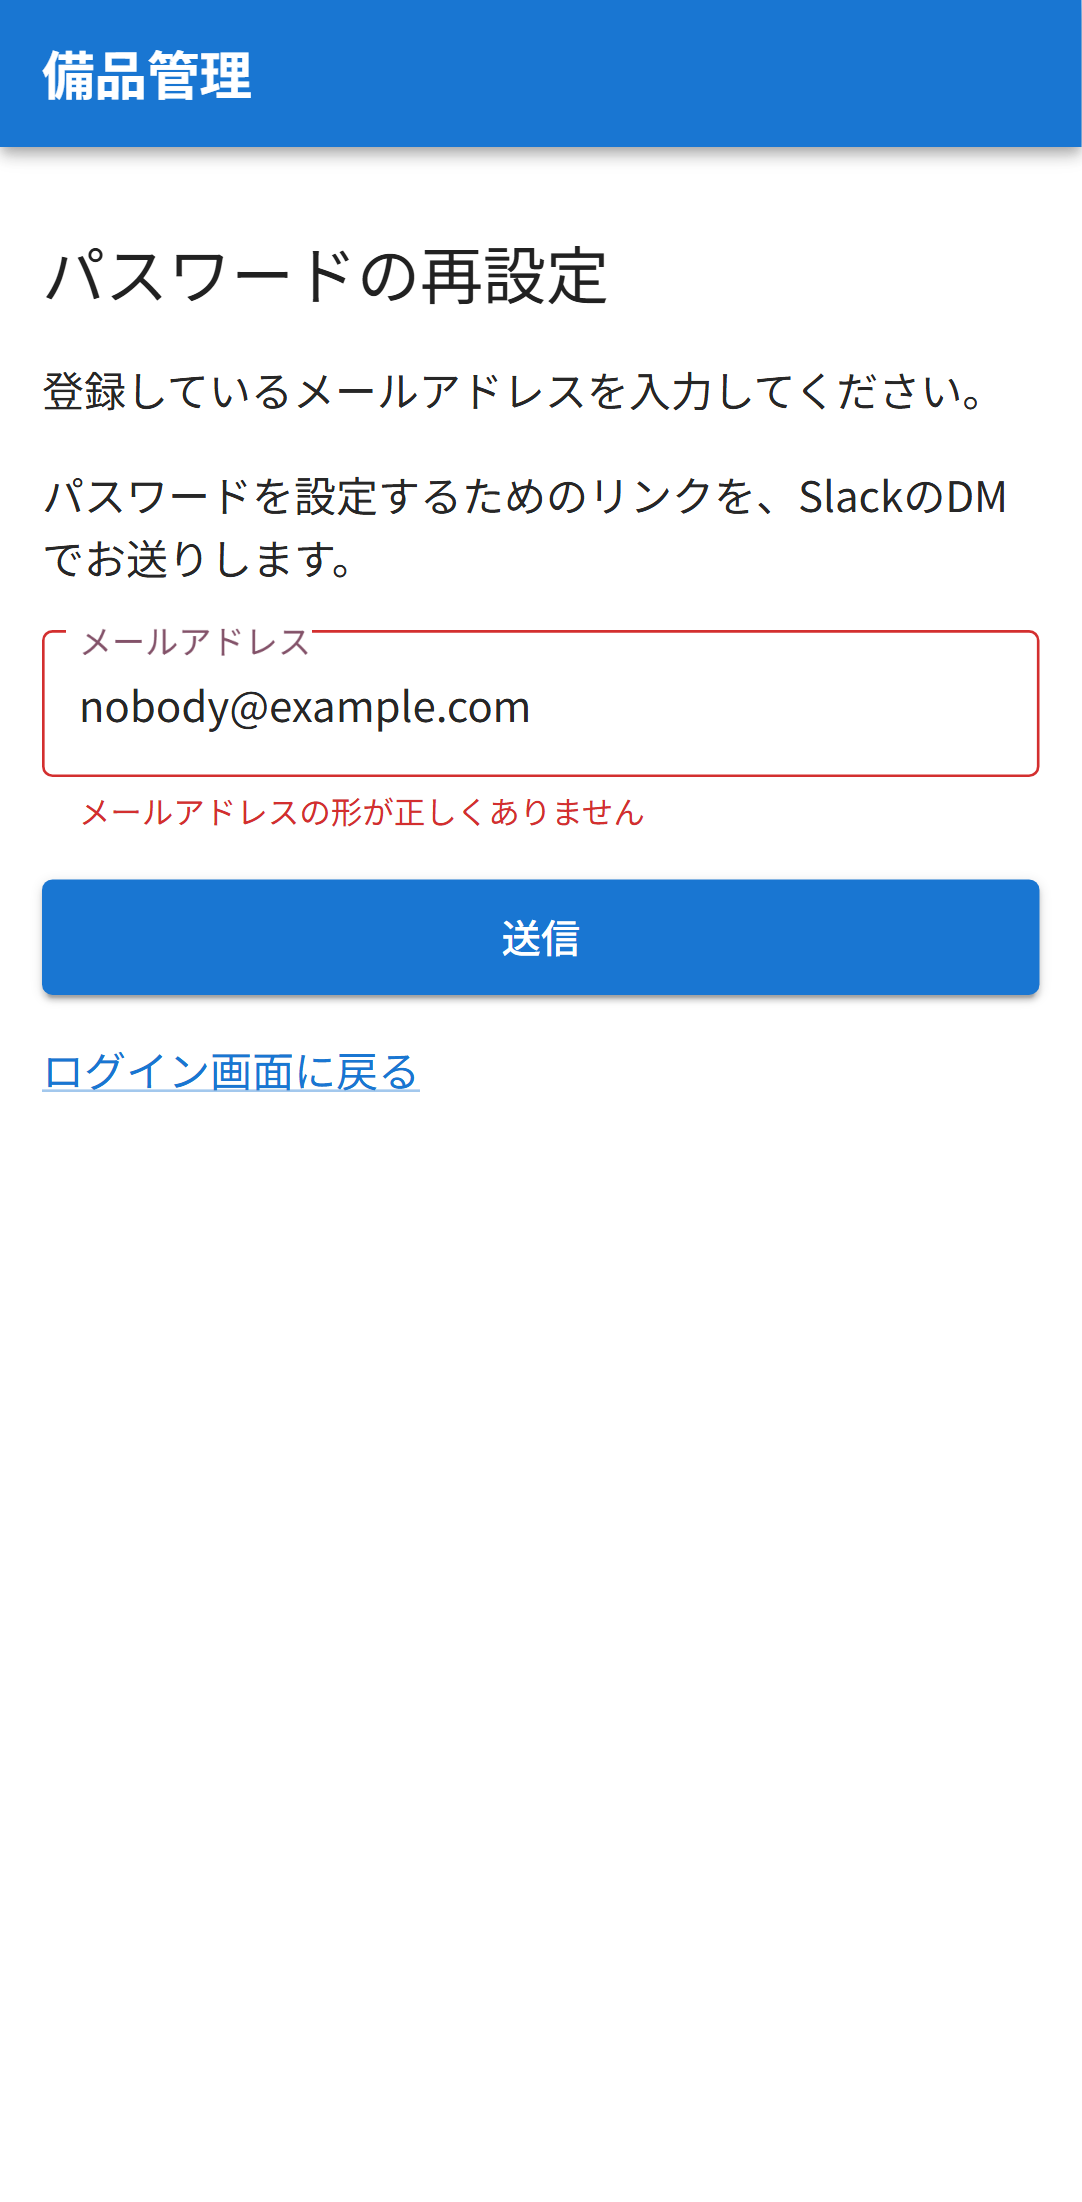 備品管理
パスワードの再設定
登録しているメールアドレスを入力してください。
パスワードを設定するためのリンクを、SlackのDM
でお送りします。
メールアドレス
nobody@example.com
メールアドレスの形が正しくありません
送信
ログイン画面に戻る